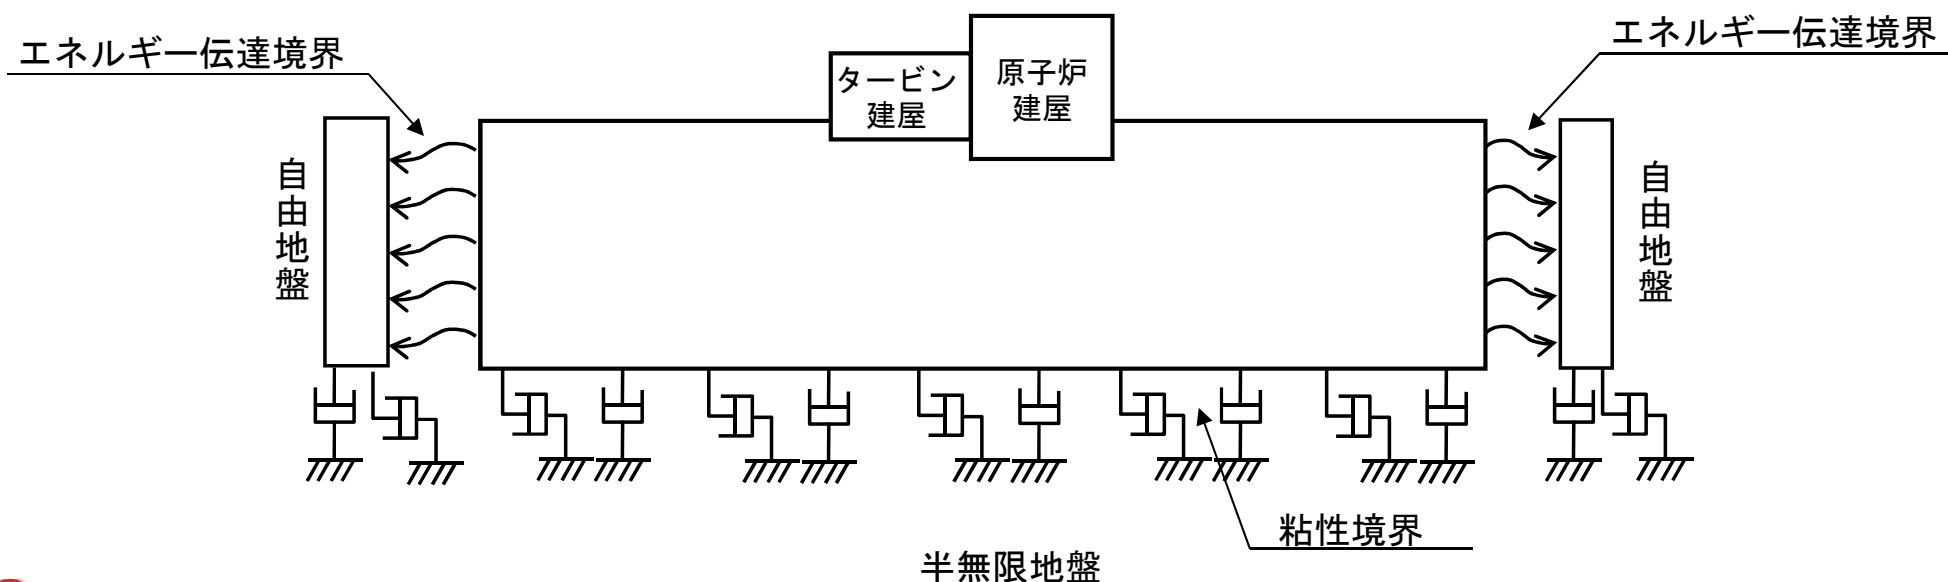 エネルギー伝達境界
エネルギー伝達境界
タービン
建屋
原子炉
建屋
自由地盤
自由地盤
粘性境界
半無限地盤